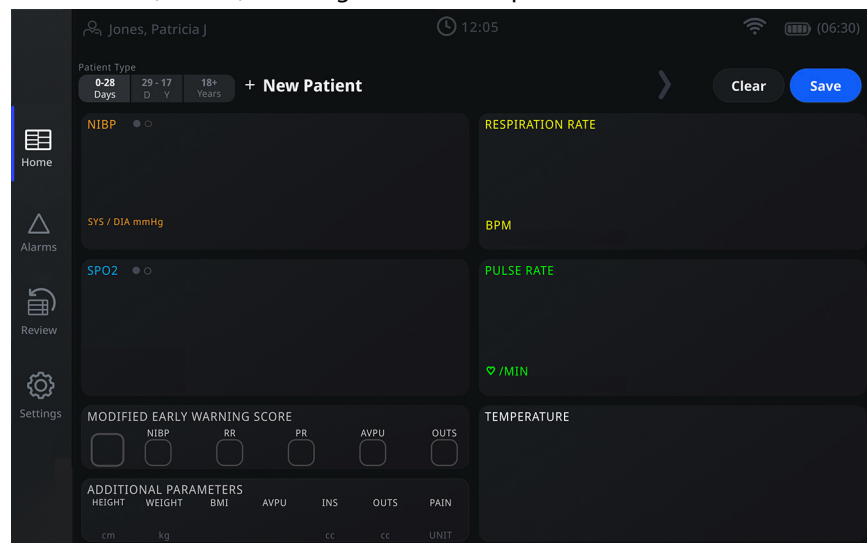 Jones, Patricia J
12:05
(06:30)
Patient Type
0-28 Days
29 - 17 D Y
18+ Years
+ New Patient
Clear
Save
Home
Alarms
Review
Settings
NIBP
SYS / DIA mmHg
RESPIRATION RATE
BPM
SPO2
PULSE RATE
/MIN
MODIFIED EARLY WARNING SCORE
NIBP RR PR AVPU OUTS
TEMPERATURE
ADDITIONAL PARAMETERS
HEIGHT WEIGHT BMI AVPU INS OUTS PAIN
cm kg cc cc UNIT